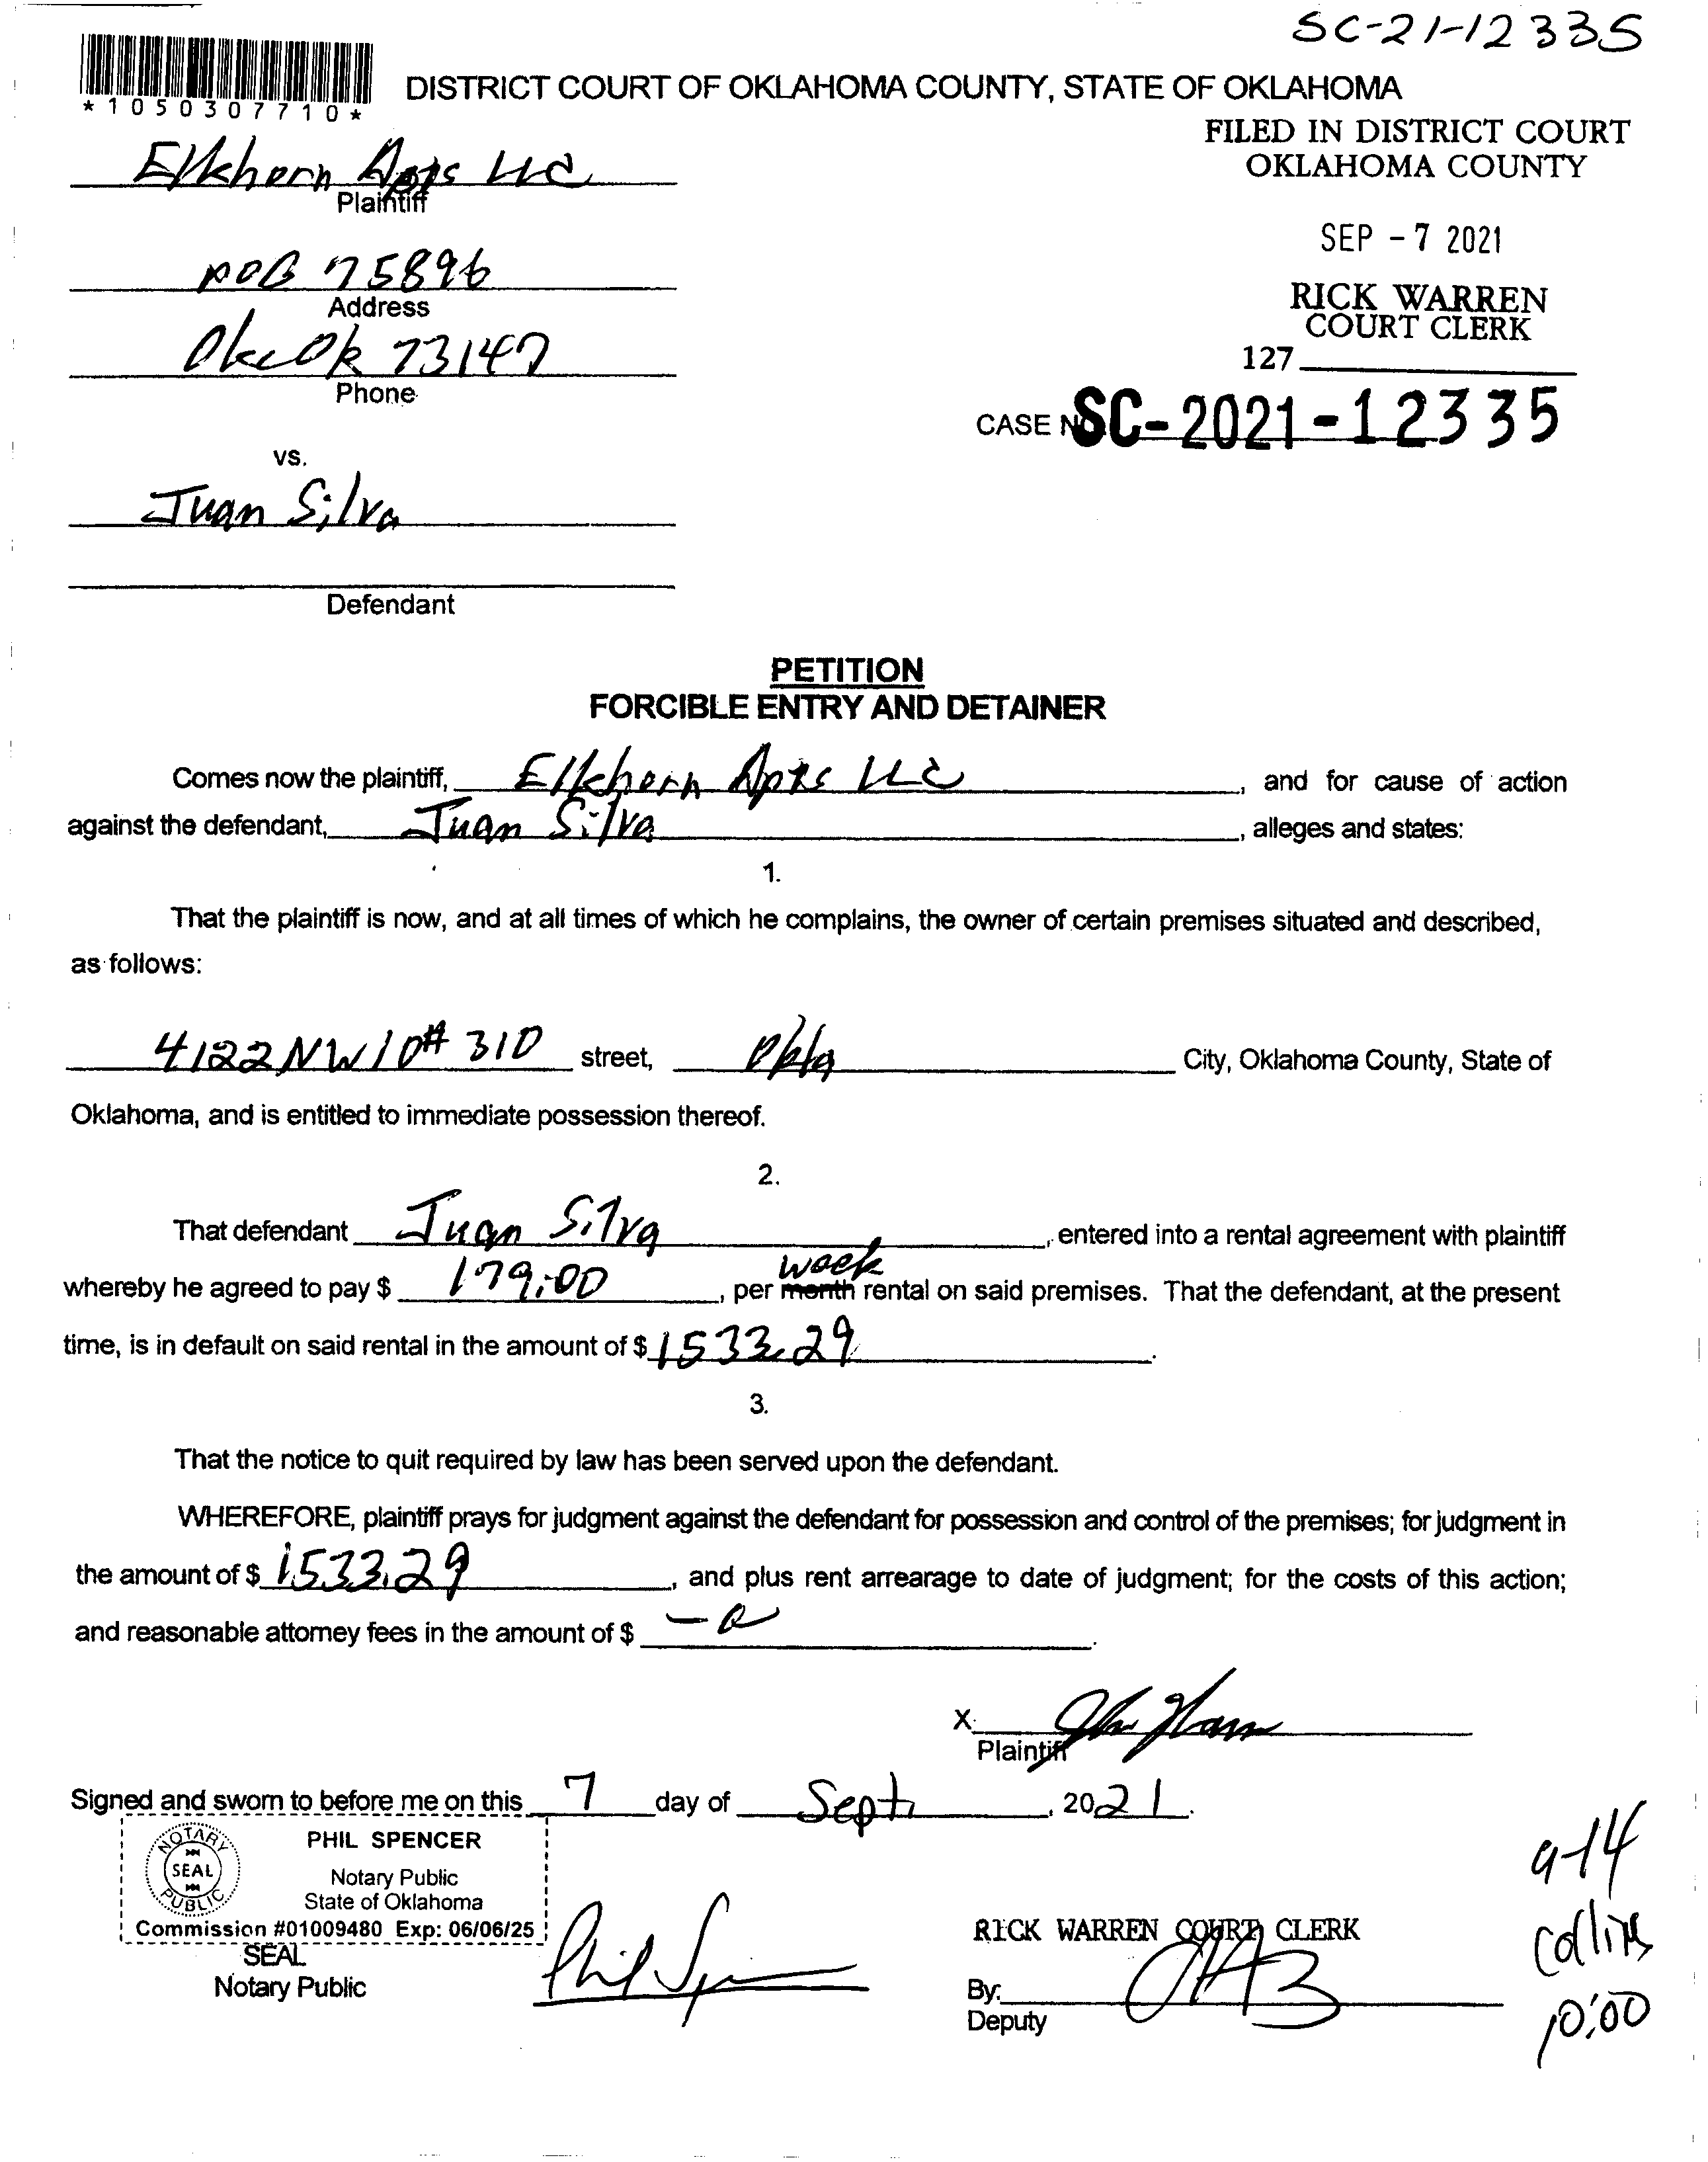 SC-21-12335
*1050307710*
DISTRICT COURT OF OKLAHOMA COUNTY, STATE OF OKLAHOMA
FILED IN DISTRICT COURT
OKLAHOMA COUNTY
Elkhorn Apts LLC
Plaintiff
SEP - 7 2021
POB 75896
Address
RICK WARREN
COURT CLERK
OkcOk 73147
Phone
127
CASE NO. SC-2021-12335
vs.
Juan Silva
Defendant
PETITION
FORCIBLE ENTRY AND DETAINER
Comes now the plaintiff, Elkhorn Apts LLC, and for cause of action
against the defendant, Juan Silva, alleges and states:
1.
That the plaintiff is now, and at all times of which he complains, the owner of certain premises situated and described,
as follows:
4122 NW 10 # 310 street, Okla City, Oklahoma County, State of
Oklahoma, and is entitled to immediate possession thereof.
2.
That defendant Juan Silva, entered into a rental agreement with plaintiff
week
whereby he agreed to pay $ 179.00, per month rental on said premises. That the defendant, at the present
time, is in default on said rental in the amount of $ 1533.29.
3.
That the notice to quit required by law has been served upon the defendant.
WHEREFORE, plaintiff prays for judgment against the defendant for possession and control of the premises; for judgment in
the amount of $ 1533.29, and plus rent arrearage to date of judgment; for the costs of this action;
and reasonable attorney fees in the amount of $ -0.
X
Plaintiff
Signed and sworn to before me on this 7 day of Sept, 2021.
NOTARY PUBLIC
SEAL
PHIL SPENCER
Notary Public
State of Oklahoma
Commission #01009480 Exp: 06/06/25
SEAL
Notary Public
Phil Spencer
RICK WARREN COURT CLERK
By:
Deputy
9-14
Collins
10:00